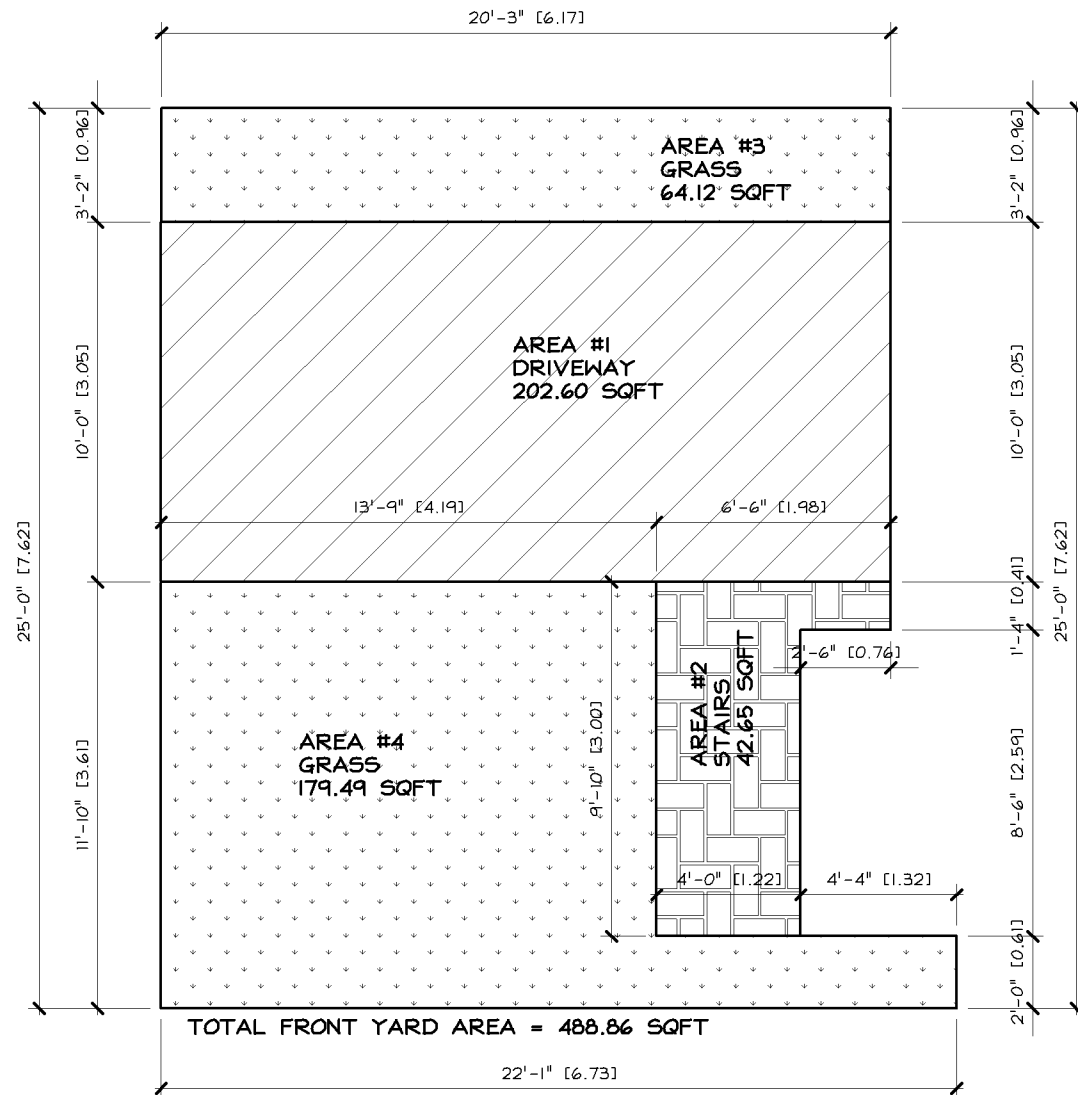 20'-3" [6.17]
3'-2" [0.96]
AREA #3
GRASS
64.12 SQFT
3'-2" [0.96]
10'-0" [3.05]
AREA #1
DRIVEWAY
202.60 SQFT
10'-0" [3.05]
13'-9" [4.19]
6'-6" [1.98]
25'-0" [7.62]
1'-4" [0.41]
25'-0" [7.62]
2'-6" [0.76]
AREA #2
STAIRS
42.65 SQFT
9'-10" [3.00]
AREA #4
GRASS
179.49 SQFT
11'-10" [3.61]
8'-6" [2.59]
4'-0" [1.22]
4'-4" [1.32]
2'-0" [0.61]
TOTAL FRONT YARD AREA = 488.86 SQFT
22'-1" [6.73]